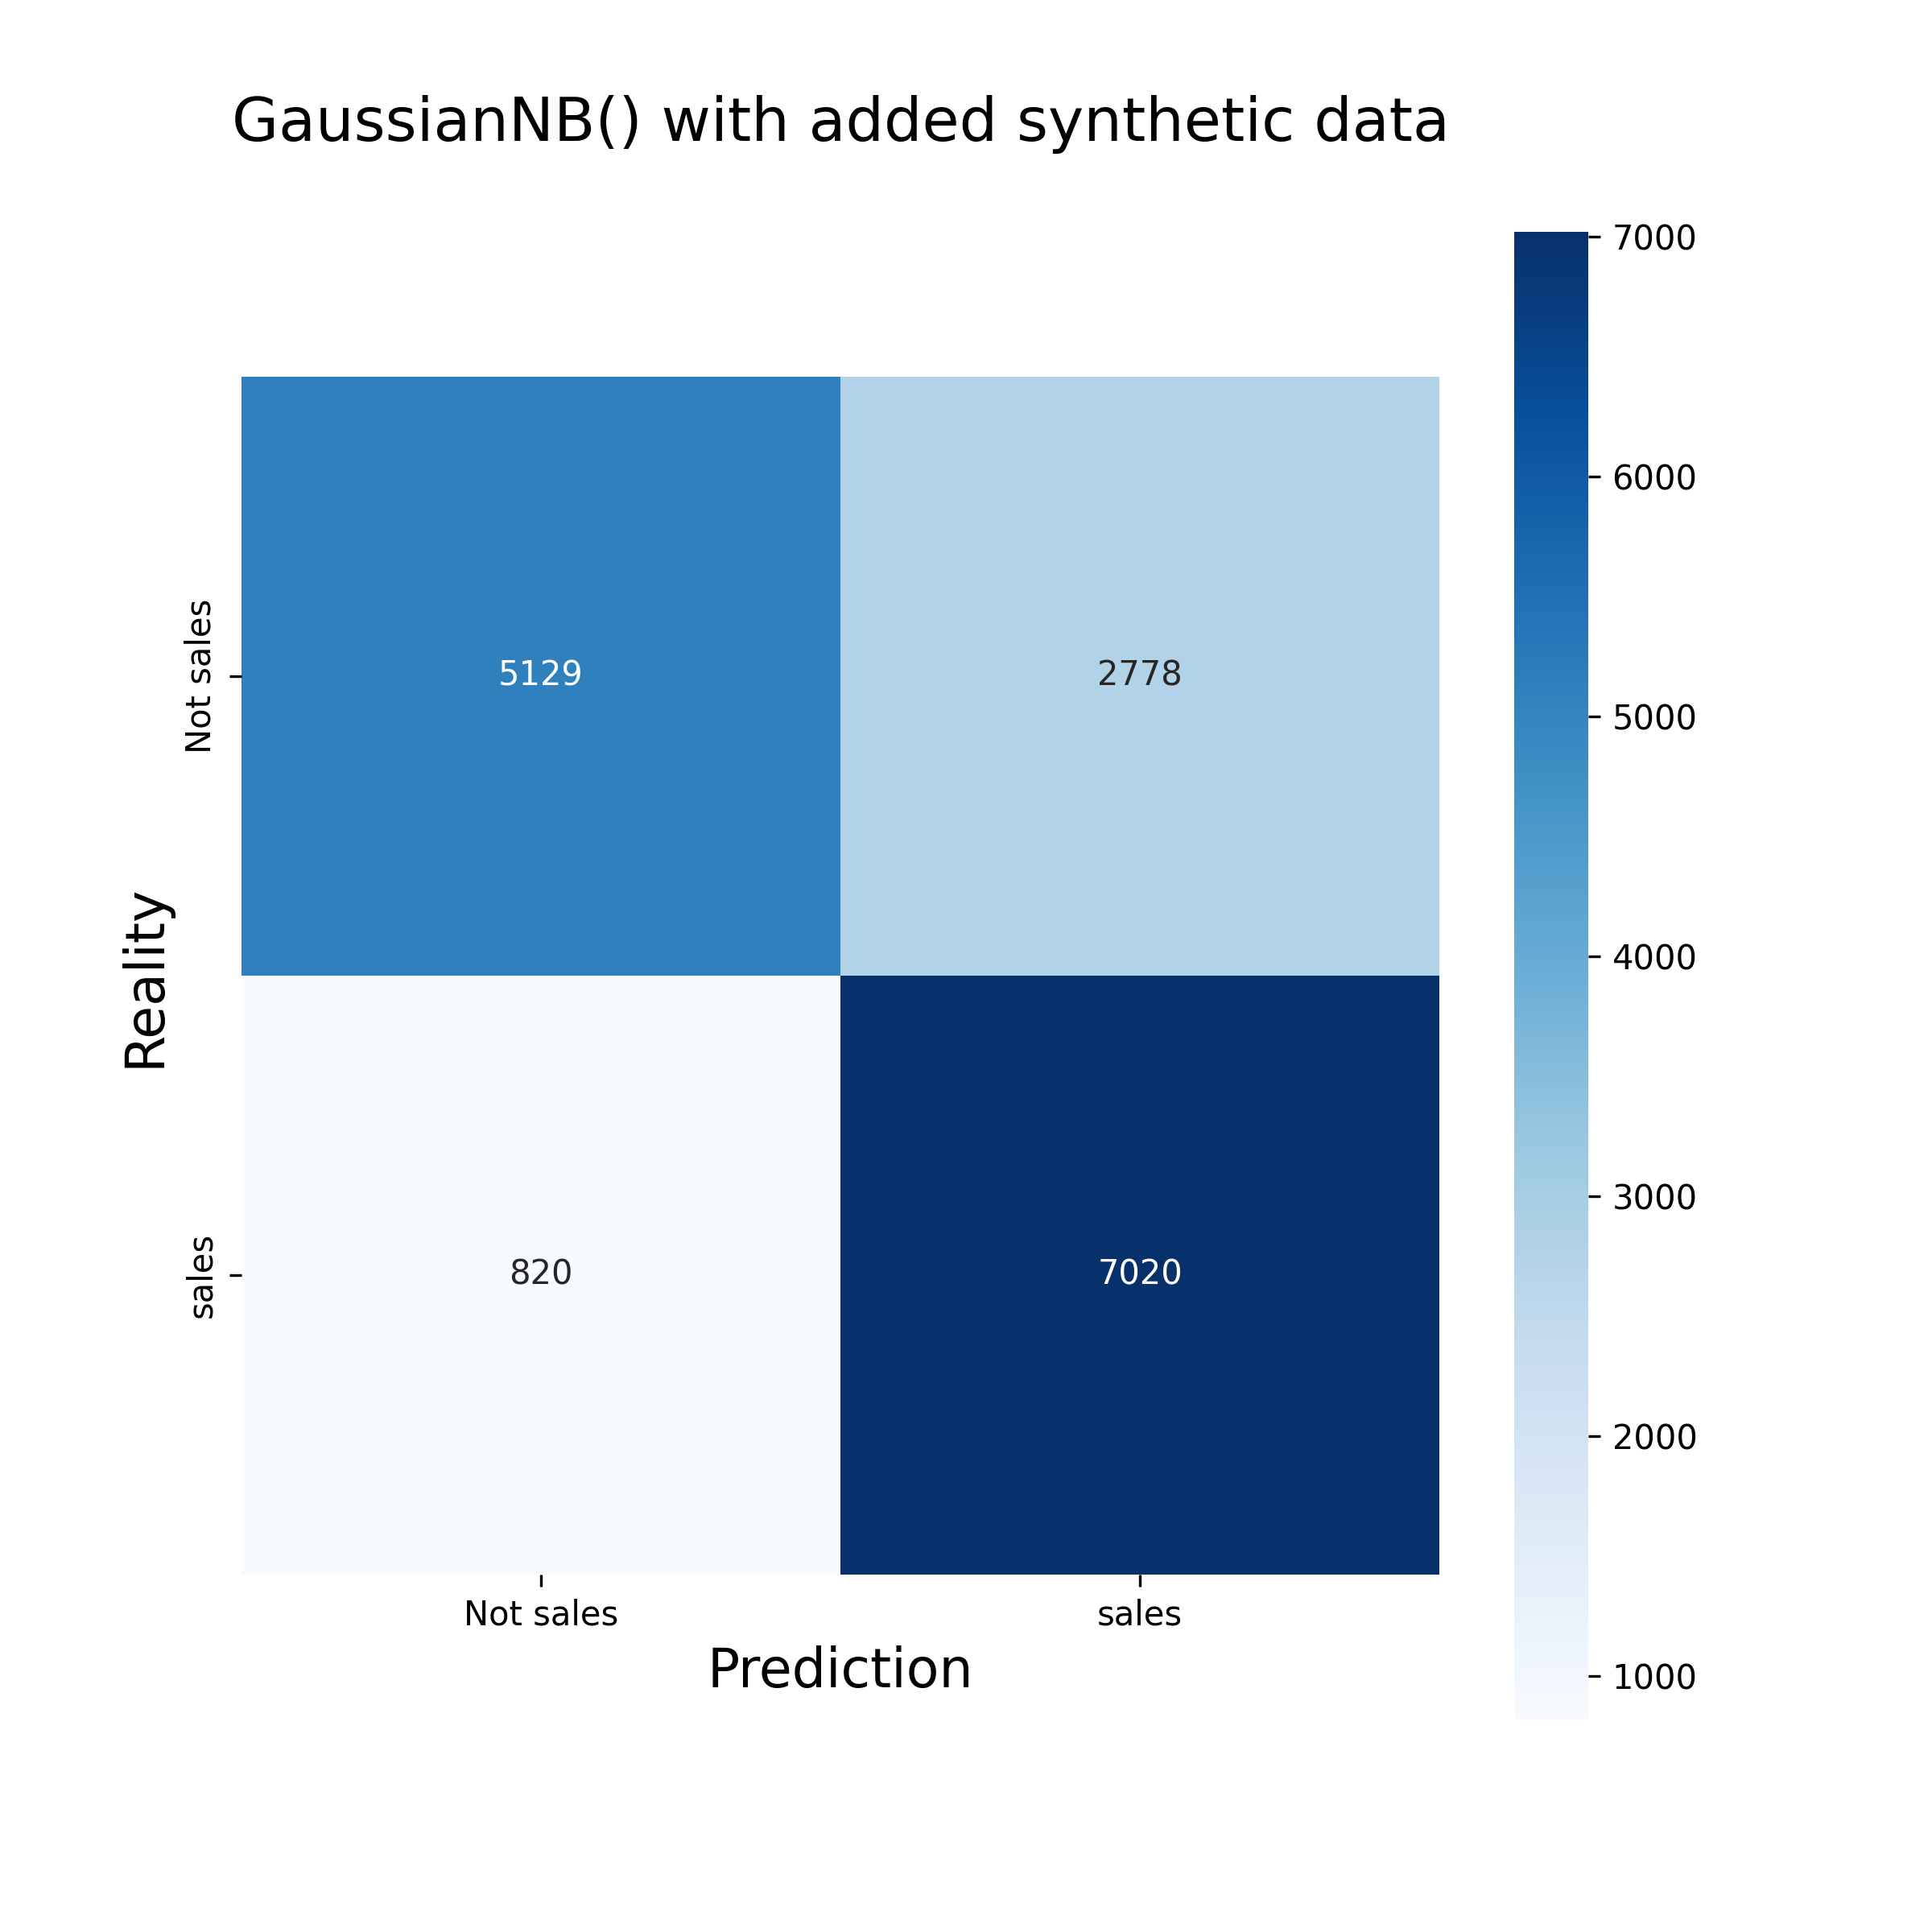 GaussianNB() with added synthetic data
7000
6000
5000
4000
3000
2000
1000
Reality
Not sales
sales
5129
2778
820
7020
Not sales
sales
Prediction